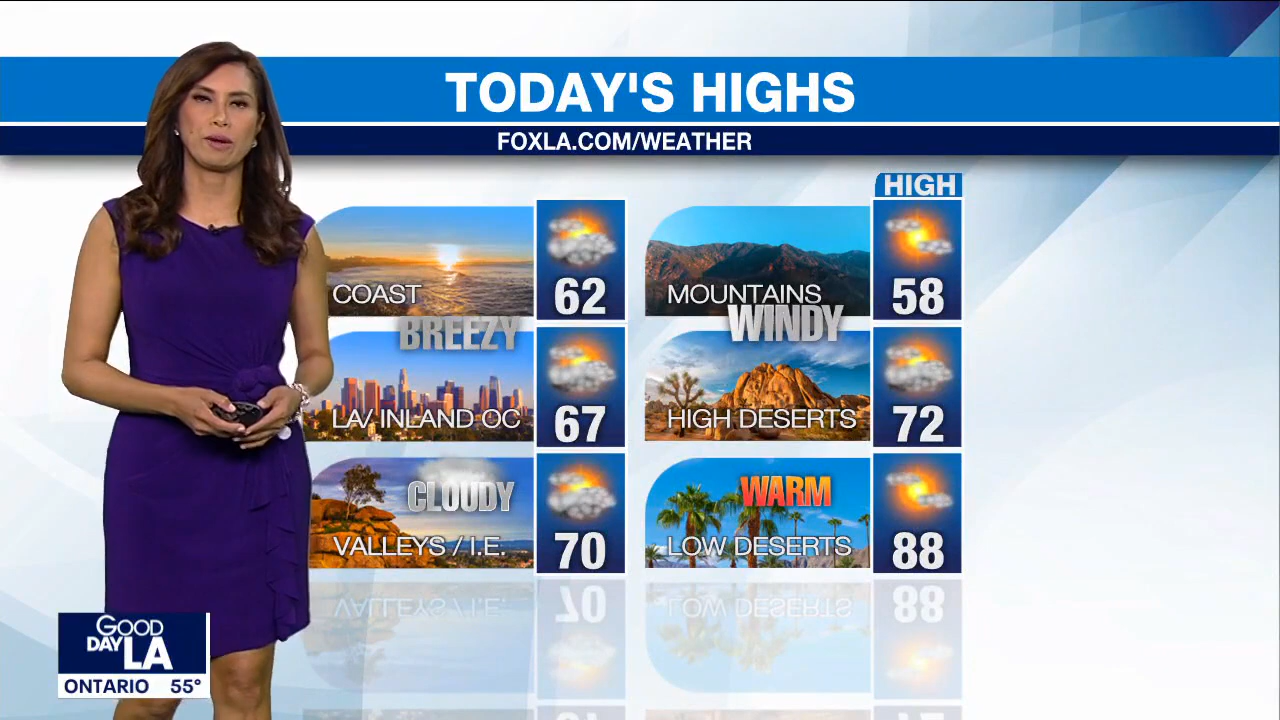 TODAY'S HIGHS
FOXLA.COM/WEATHER
HIGH
COAST
62
MOUNTAINS
58
BREEZY
WINDY
LA/ INLAND OC
67
HIGH DESERTS
72
CLOUDY
WARM
VALLEYS / I.E.
70
LOW DESERTS
88
GOOD
DAY LA
ONTARIO 55°